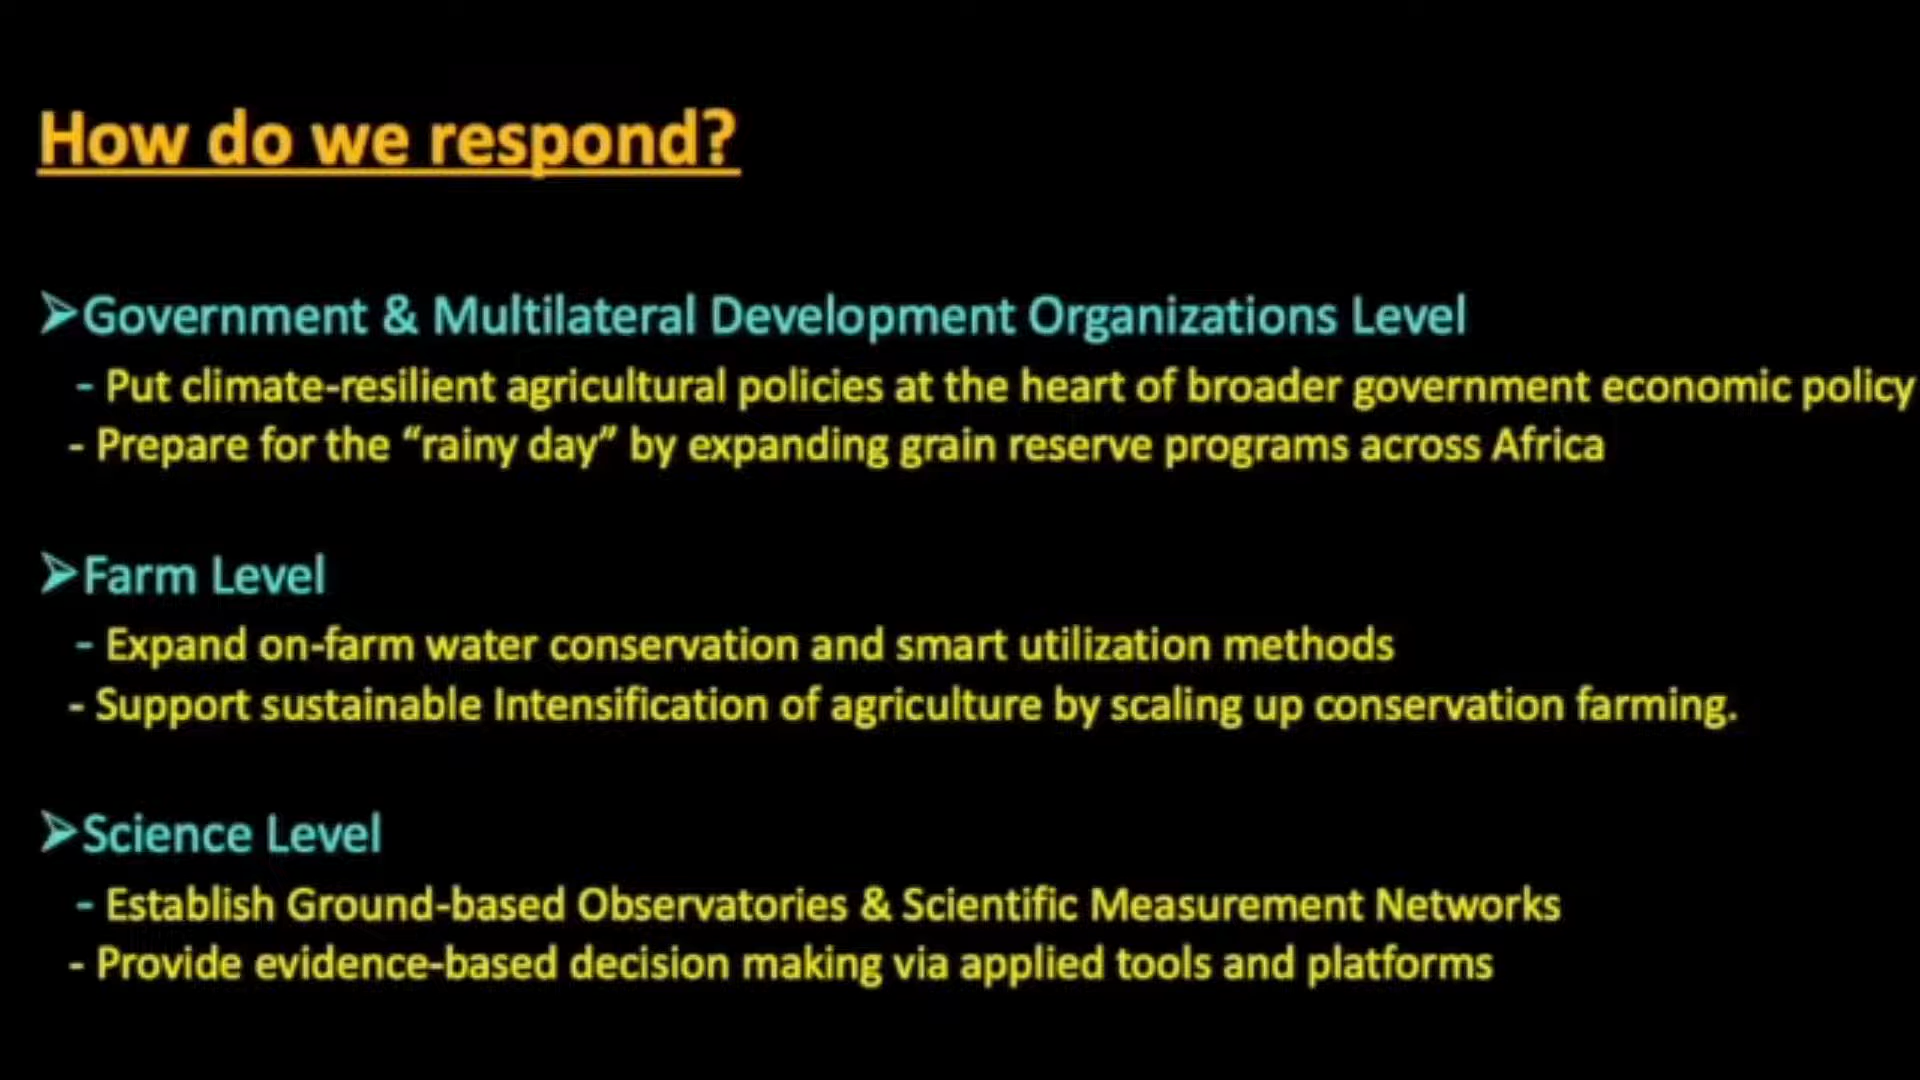 How do we respond?
➢Government & Multilateral Development Organizations Level
- Put climate-resilient agricultural policies at the heart of broader government economic policy
- Prepare for the “rainy day” by expanding grain reserve programs across Africa
➢Farm Level
- Expand on-farm water conservation and smart utilization methods
- Support sustainable Intensification of agriculture by scaling up conservation farming.
➢Science Level
- Establish Ground-based Observatories & Scientific Measurement Networks
- Provide evidence-based decision making via applied tools and platforms